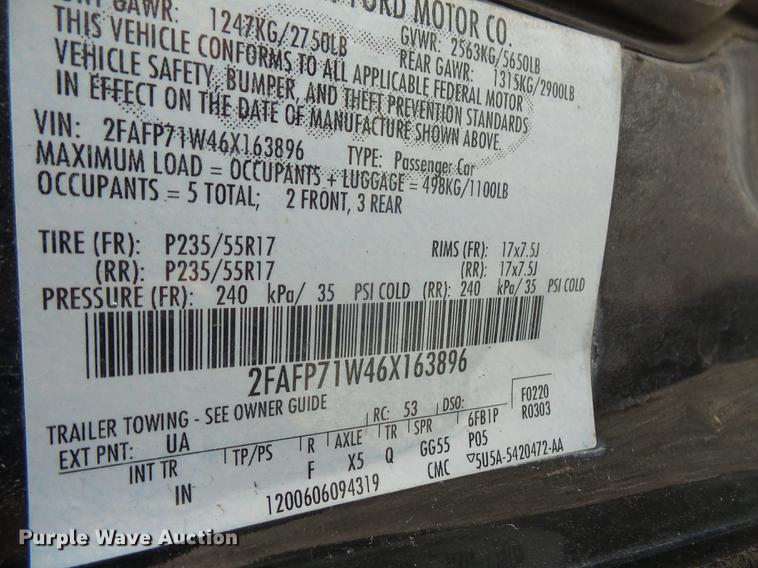 FORD MOTOR CO.
GAWR: 1247KG/2750LB GVWR: 2563KG/5650LB
REAR GAWR: 1315KG/2900LB
THIS VEHICLE CONFORMS TO ALL APPLICABLE FEDERAL MOTOR
VEHICLE SAFETY, BUMPER, AND THEFT PREVENTION STANDARDS
IN EFFECT ON THE DATE OF MANUFACTURE SHOWN ABOVE.
VIN: 2FAFP71W46X163896 TYPE: Passenger Car
MAXIMUM LOAD = OCCUPANTS + LUGGAGE = 498KG/1100LB
OCCUPANTS = 5 TOTAL; 2 FRONT, 3 REAR
TIRE (FR): P235/55R17 RIMS (FR): 17x7.5J
(RR): P235/55R17 (RR): 17x7.5J
PRESSURE (FR): 240 kPa/ 35 PSI COLD (RR): 240 kPa/ 35 PSI COLD
2FAFP71W46X163896
TRAILER TOWING - SEE OWNER GUIDE RC: 53 DSO: F0220
EXT PNT: UA TP/PS R AXLE TR SPR 6FB1P R0303
INT TR F X5 Q GG55 P05
IN 1200606094319 CMC 5U5A-5420472-AA
Purple Wave Auction